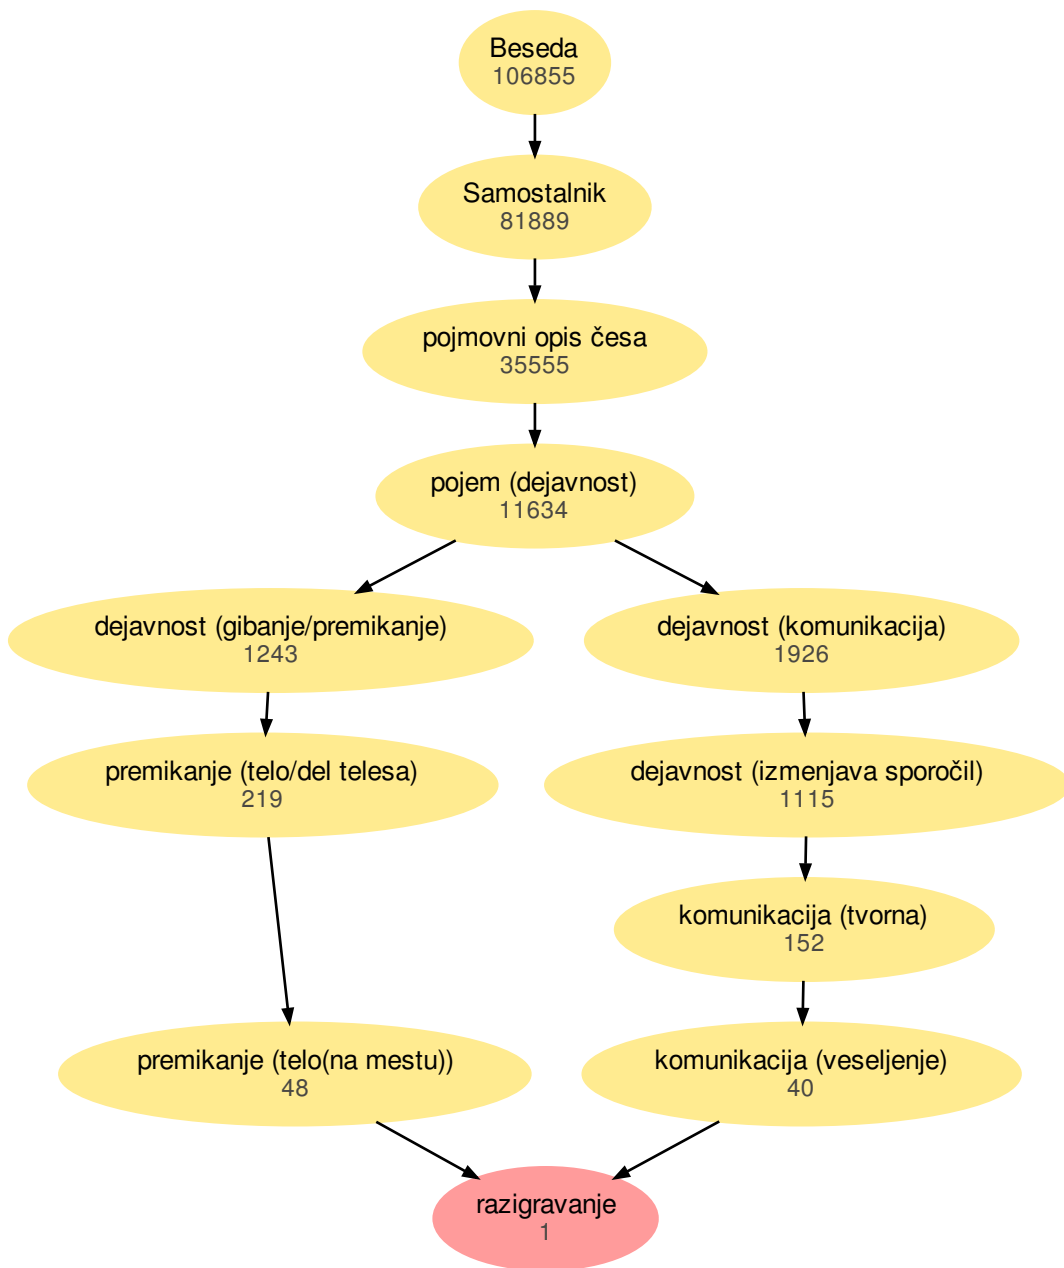 Beseda
106855
Samostalnik
81889
pojmovni opis česa
35555
pojem (dejavnost)
11634
dejavnost (gibanje/premikanje)
1243
dejavnost (komunikacija)
1926
premikanje (telo/del telesa)
219
dejavnost (izmenjava sporočil)
1115
komunikacija (tvorna)
152
premikanje (telo(na mestu))
48
komunikacija (veseljenje)
40
razigravanje
1